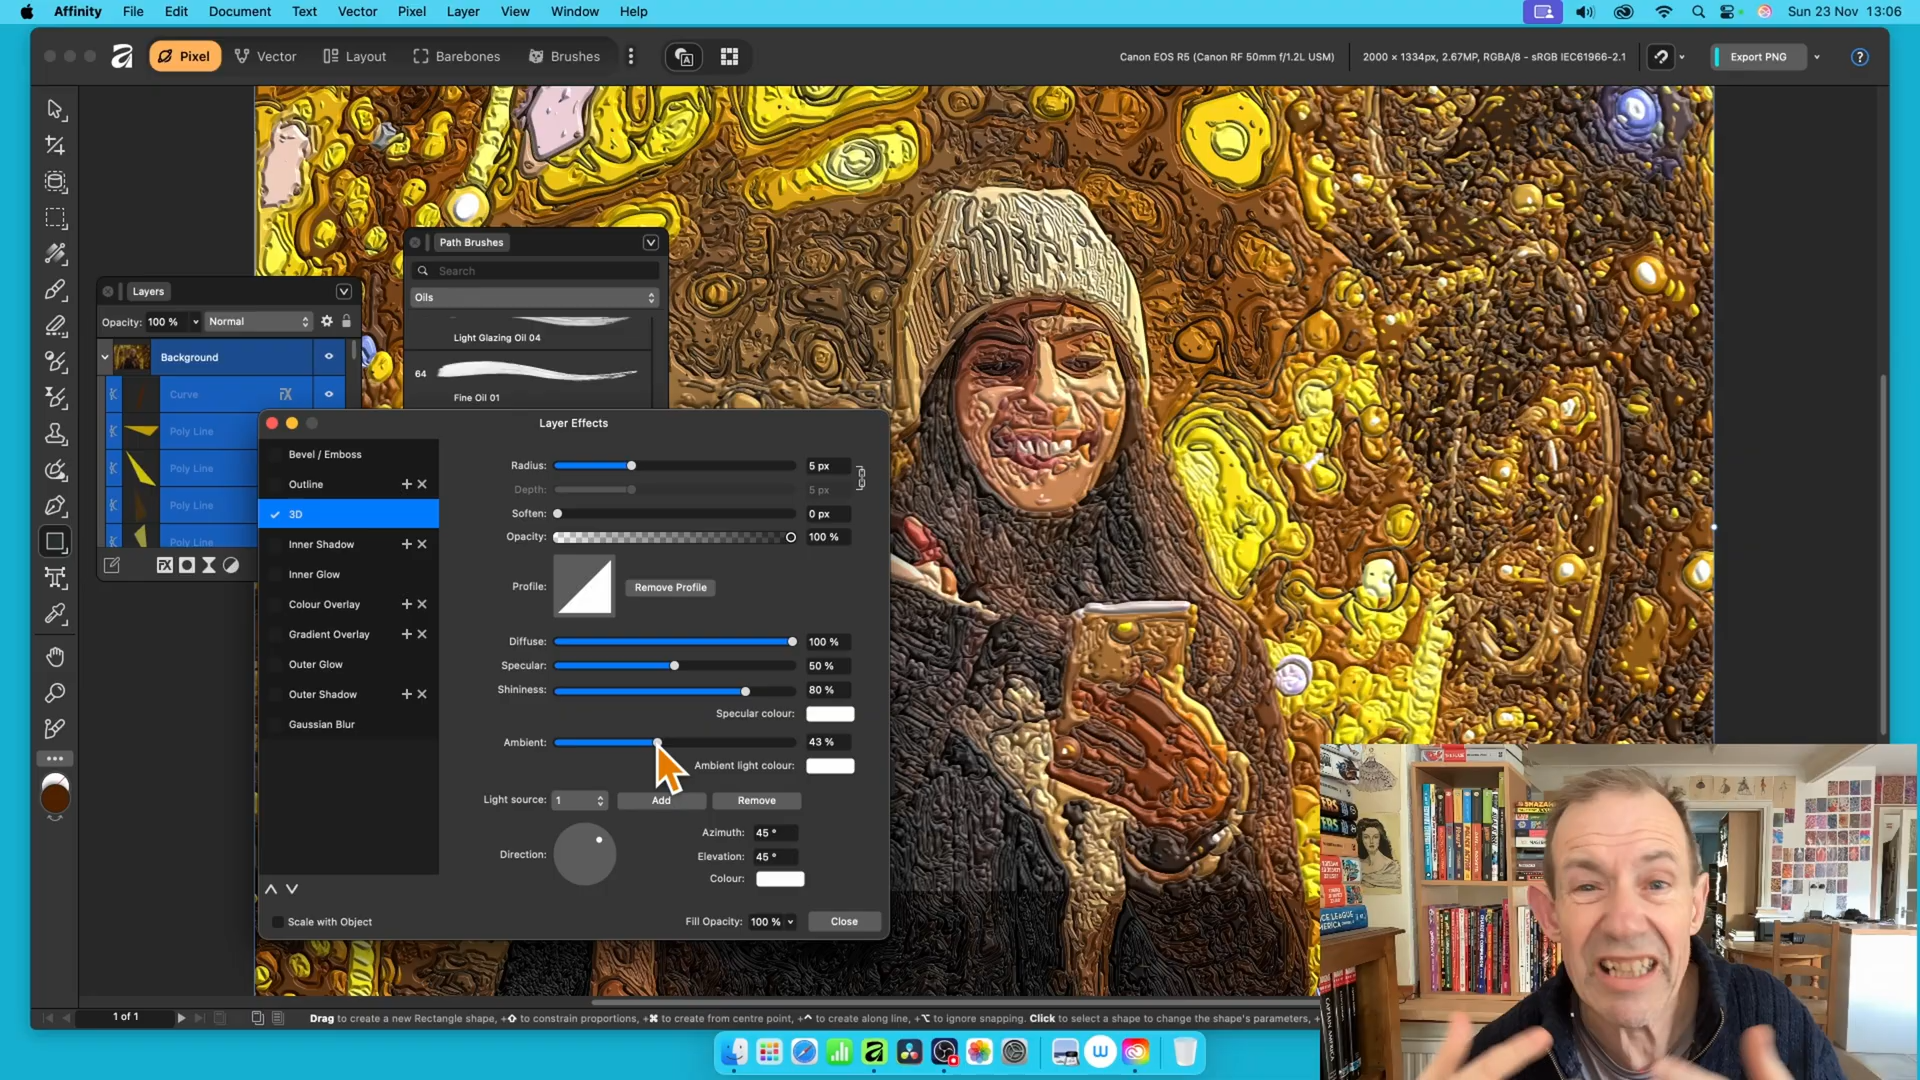 Affinity File Edit Document Text Vector Pixel Layer View Window Help
Sun 23 Nov 13:06
Pixel Vector Layout Barebones Brushes
Canon EOS R5 (Canon RF 50mm f/1.2L USM)
2000 × 1334px, 2.67MP, RGBA/8 - sRGB IEC61966-2.1
Export PNG
?
Path Brushes
Search
Oils
Light Glazing Oil 04
64
Fine Oil 01
Layers
Opacity: 100 % Normal
Background
Curve
Poly Line
Poly Line
Poly Line
Poly Line
Layer Effects
Bevel / Emboss
Outline
3D
Inner Shadow
Inner Glow
Colour Overlay
Gradient Overlay
Outer Glow
Outer Shadow
Gaussian Blur
Radius: 5 px
Depth: 5 px
Soften: 0 px
Opacity: 100 %
Profile: Remove Profile
Diffuse: 100 %
Specular: 50 %
Shininess: 80 %
Specular colour:
Ambient: 43 %
Ambient light colour:
Light source: 1 Add Remove
Direction:
Azimuth: 45 °
Elevation: 45 °
Colour:
Scale with Object
Fill Opacity: 100 % Close
1 of 1
Drag to create a new Rectangle shape, +⇧ to constrain proportions, +⌘ to create from centre point, +⌃ to create along line, +⌥ to ignore snapping. Click to select a shape to change the shape's parameters, +